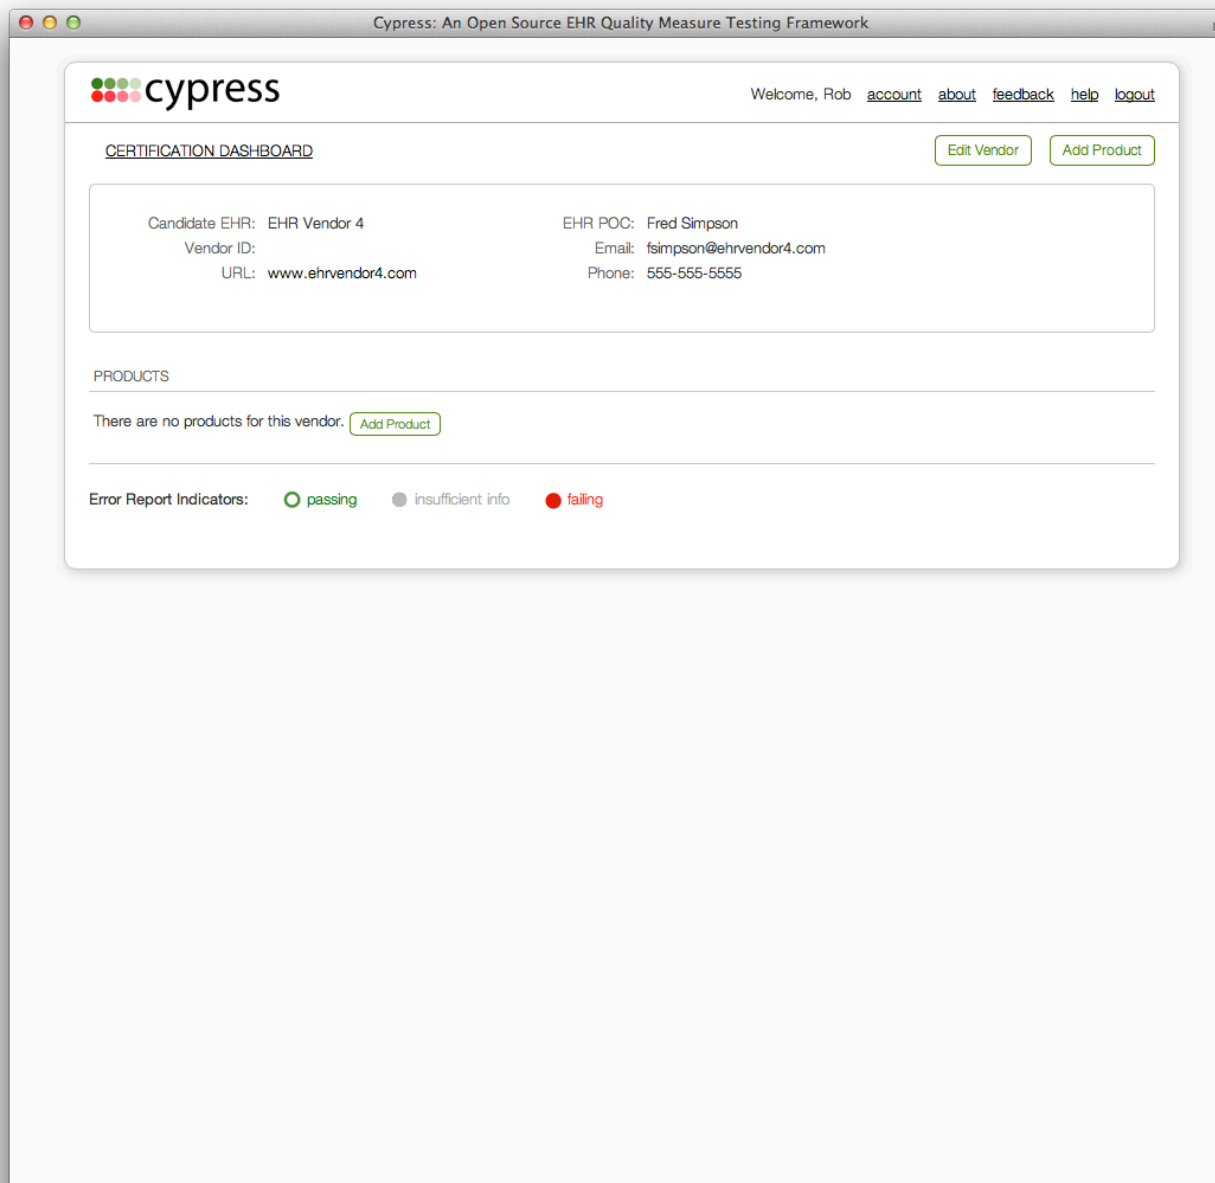 Cypress: An Open Source EHR Quality Measure Testing Framework
cypress
Welcome, Rob account about feedback help logout
CERTIFICATION DASHBOARD
Edit Vendor Add Product
Candidate EHR: EHR Vendor 4 EHR POC: Fred Simpson
Vendor ID: Email: fsimpson@ehrvendor4.com
URL: www.ehrvendor4.com Phone: 555-555-5555
PRODUCTS
There are no products for this vendor. Add Product
Error Report Indicators: passing insufficient info failing